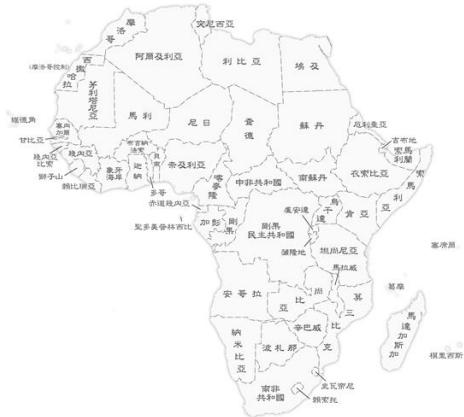 突尼西亞
摩洛哥
阿爾及利亞
利比亞
埃及
西撒哈拉
(摩洛哥控制)
茅利塔尼亞
馬利
尼日
查德
蘇丹
厄利垂亞
維德角
塞內
加爾
甘比亞
幾內亞
比索
幾內亞
獅子山
賴比瑞亞
象牙
海岸
布吉納
法索
迦納
貝南
多哥
奈及利亞
喀麥隆
中非共和國
南蘇丹
衣索比亞
吉布地
索馬利蘭
索馬利亞
赤道幾內亞
聖多美普林西比
加彭
剛果
剛果
民主共和國
盧安達
烏干達
肯亞
蒲隆地
坦尚尼亞
塞席爾
馬拉威
葛摩
安哥拉
尚比亞
莫三比克
馬達加斯加
模里西斯
納米比亞
波札那
辛巴威
南非
共和國
史瓦帝尼
賴索托